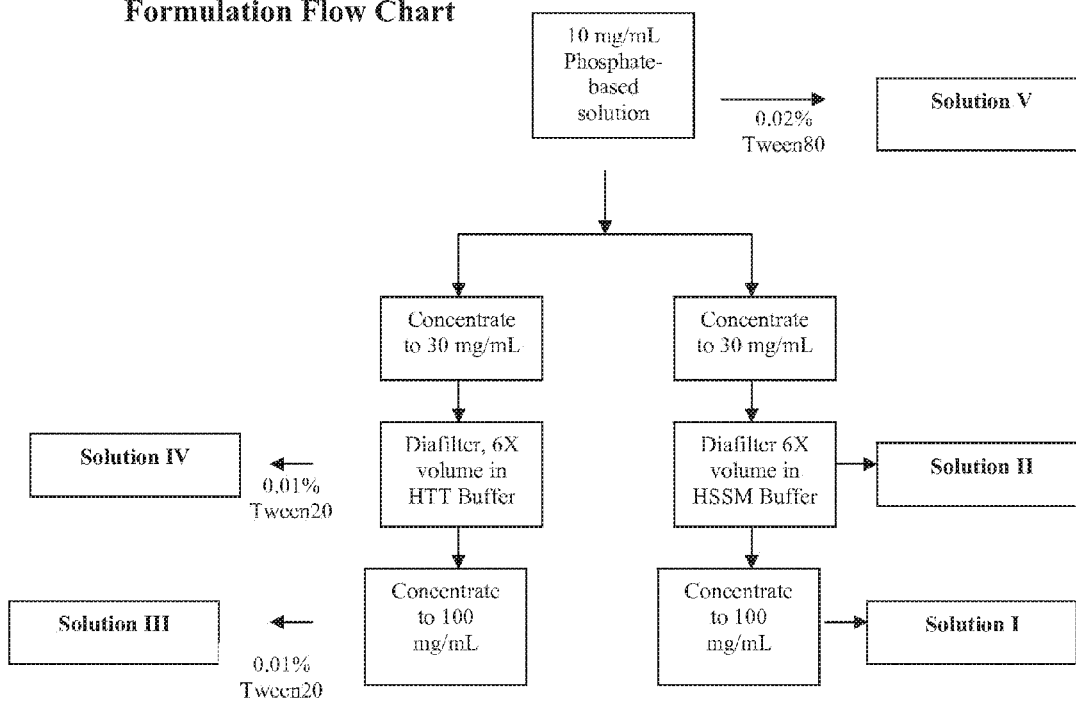 Formulation Flow Chart
10 mg/mL
Phosphate-
based
solution
0.02%
Tween80
Solution V
Concentrate
to 30 mg/mL
Concentrate
to 30 mg/mL
Solution IV
0.01%
Tween20
Diafilter, 6X
volume in
HTT Buffer
Diafilter 6X
volume in
HSSM Buffer
Solution II
Solution III
0.01%
Tween20
Concentrate
to 100
mg/mL
Concentrate
to 100
mg/mL
Solution I